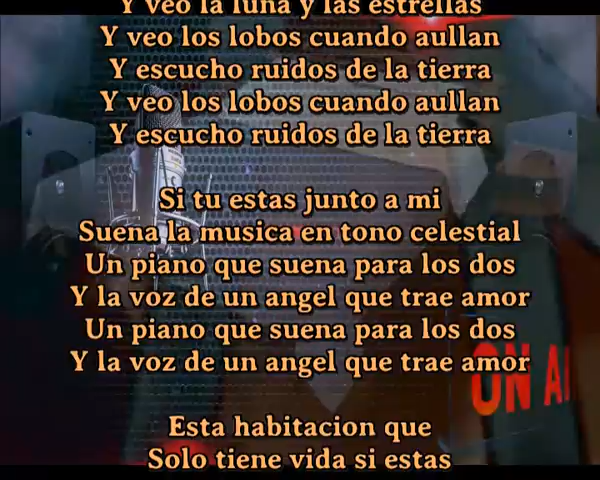 Y veo la luna y las estrellas
Y veo los lobos cuando aullan
Y escucho ruidos de la tierra
Y veo los lobos cuando aullan
Y escucho ruidos de la tierra
Si tu estas junto a mi
Suena la musica en tono celestial
Un piano que suena para los dos
Y la voz de un angel que trae amor
Un piano que suena para los dos
Y la voz de un angel que trae amor
ON AI
Esta habitacion que
Solo tiene vida si estas